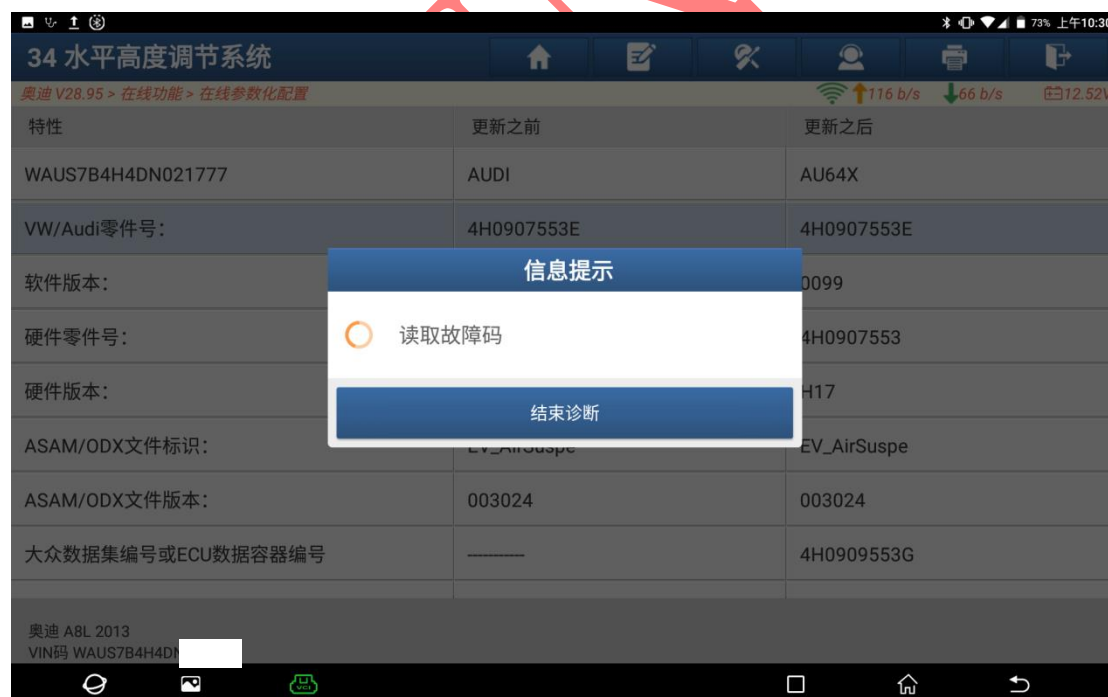 73% 上午10:30
34 水平高度调节系统
奥迪 V28.95 > 在线功能 > 在线参数化配置 116 b/s 66 b/s 12.52V
特性 更新之前 更新之后
WAUS7B4H4DN021777 AUDI AU64X
VW/Audi零件号： 4H0907553E 4H0907553E
信息提示
软件版本： 0099
硬件零件号： 读取故障码 4H0907553
硬件版本： 结束诊断 H17
ASAM/ODX文件标识： EV_AirSuspe EV_AirSuspe
ASAM/ODX文件版本： 003024 003024
大众数据集编号或ECU数据容器编号 ----------- 4H0909553G
奥迪 A8L 2013
VIN码 WAUS7B4H4DN
VCI